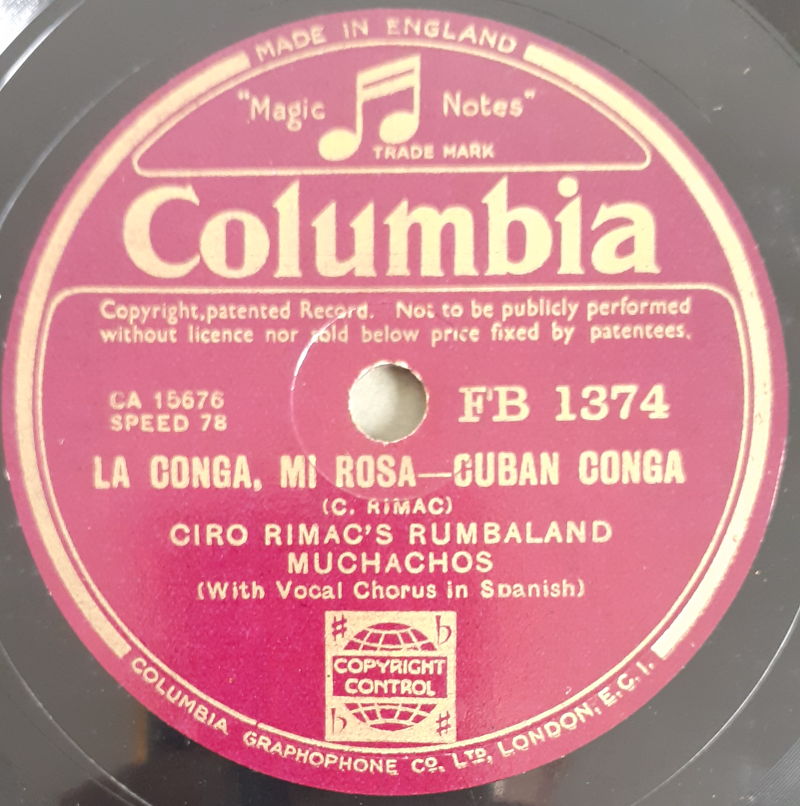 MADE IN ENGLAND
"Magic Notes"
TRADE MARK
Columbia
Copyright,patented Record. Not to be publicly performed
without licence nor sold below price fixed by patentees.
CA 15676
SPEED 78
FB 1374
LA CONGA, MI ROSA—CUBAN CONGA
(C. RIMAC)
CIRO RIMAC'S RUMBALAND
MUCHACHOS
(With Vocal Chorus in Spanish)
COPYRIGHT
CONTROL
COLUMBIA GRAPHOPHONE CO. LTD, LONDON, E.C.1.